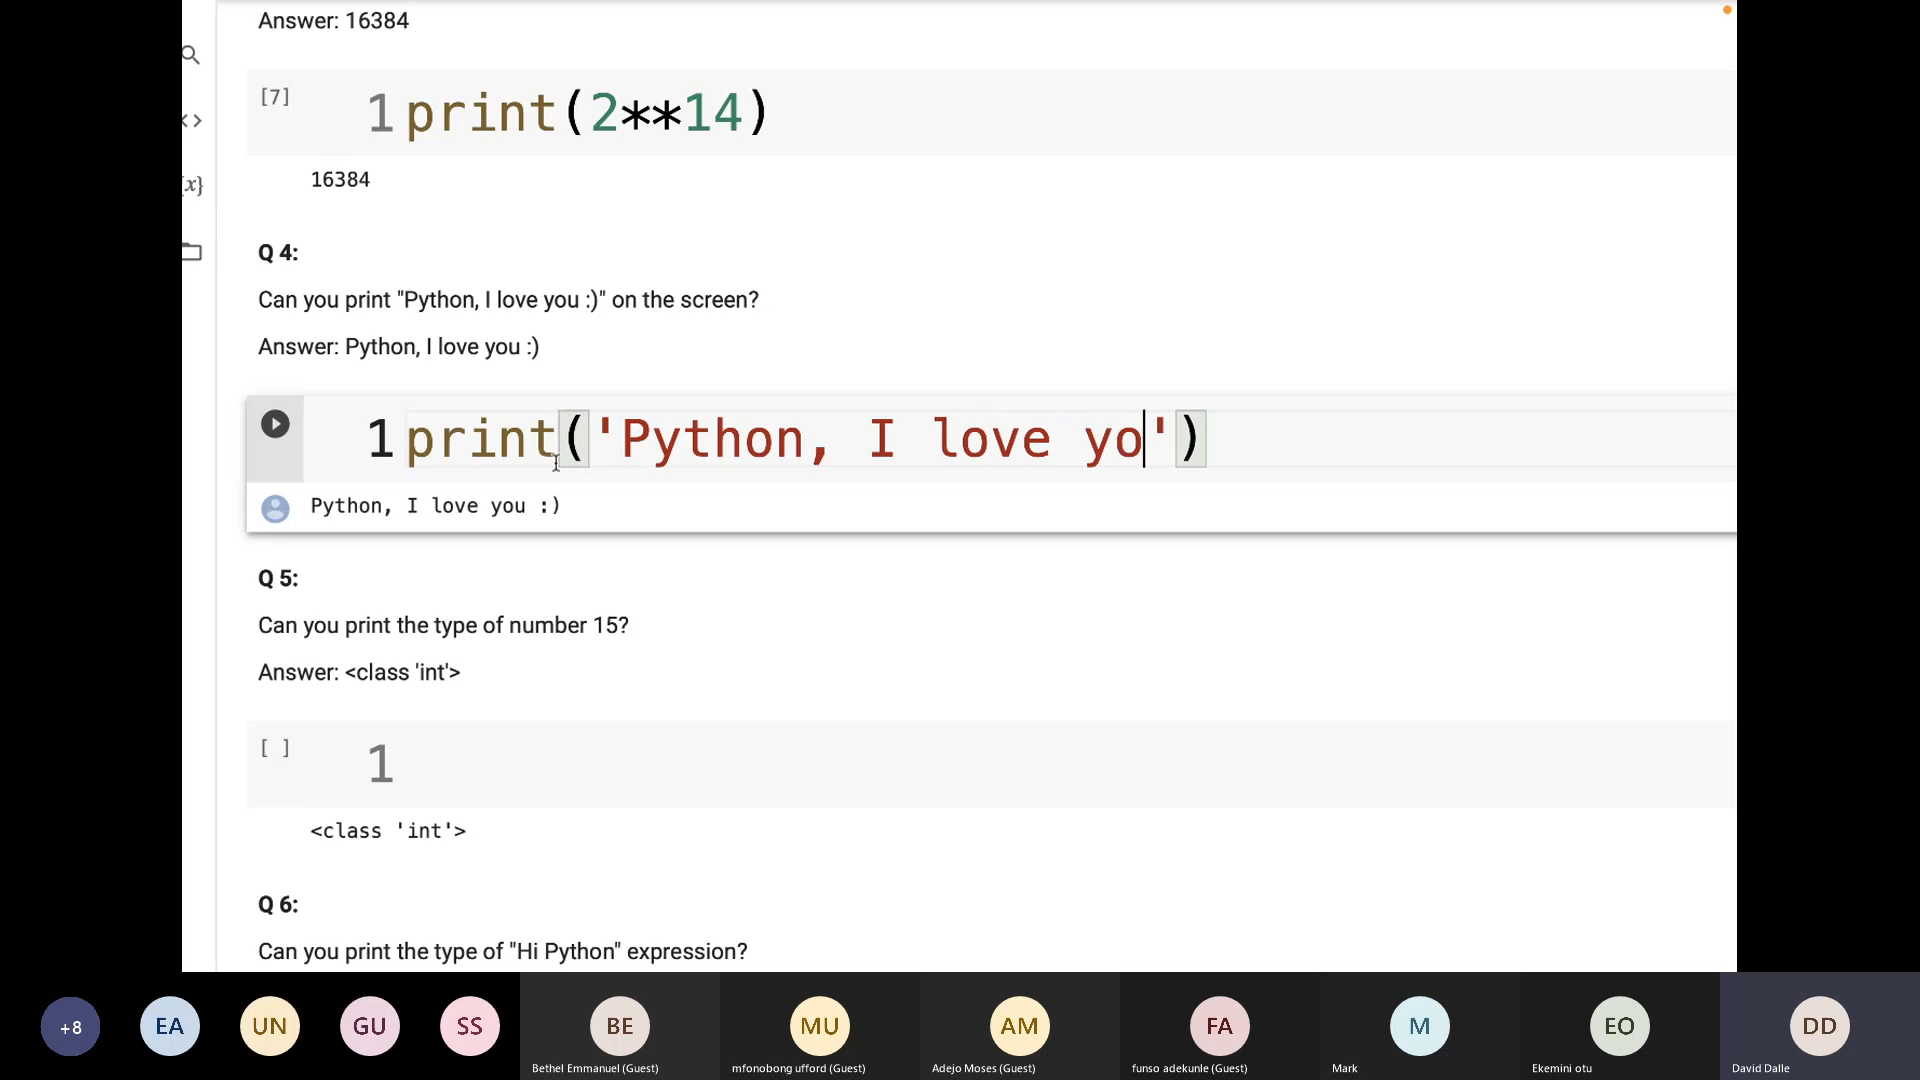 Answer: 16384
[7]
1 print(2**14)
16384
Q 4:
Can you print "Python, I love you :)" on the screen?
Answer: Python, I love you :)
1 print('Python, I love yo')
Python, I love you :)
Q 5:
Can you print the type of number 15?
Answer: <class 'int'>
[ ]
1
<class 'int'>
Q 6:
Can you print the type of "Hi Python" expression?
+8
EA
UN
GU
SS
BE
MU
AM
FA
M
EO
DD
Bethel Emmanuel (Guest)
mfonobong ufford (Guest)
Adejo Moses (Guest)
funso adekunle (Guest)
Mark
Ekemini otu
David Dalle